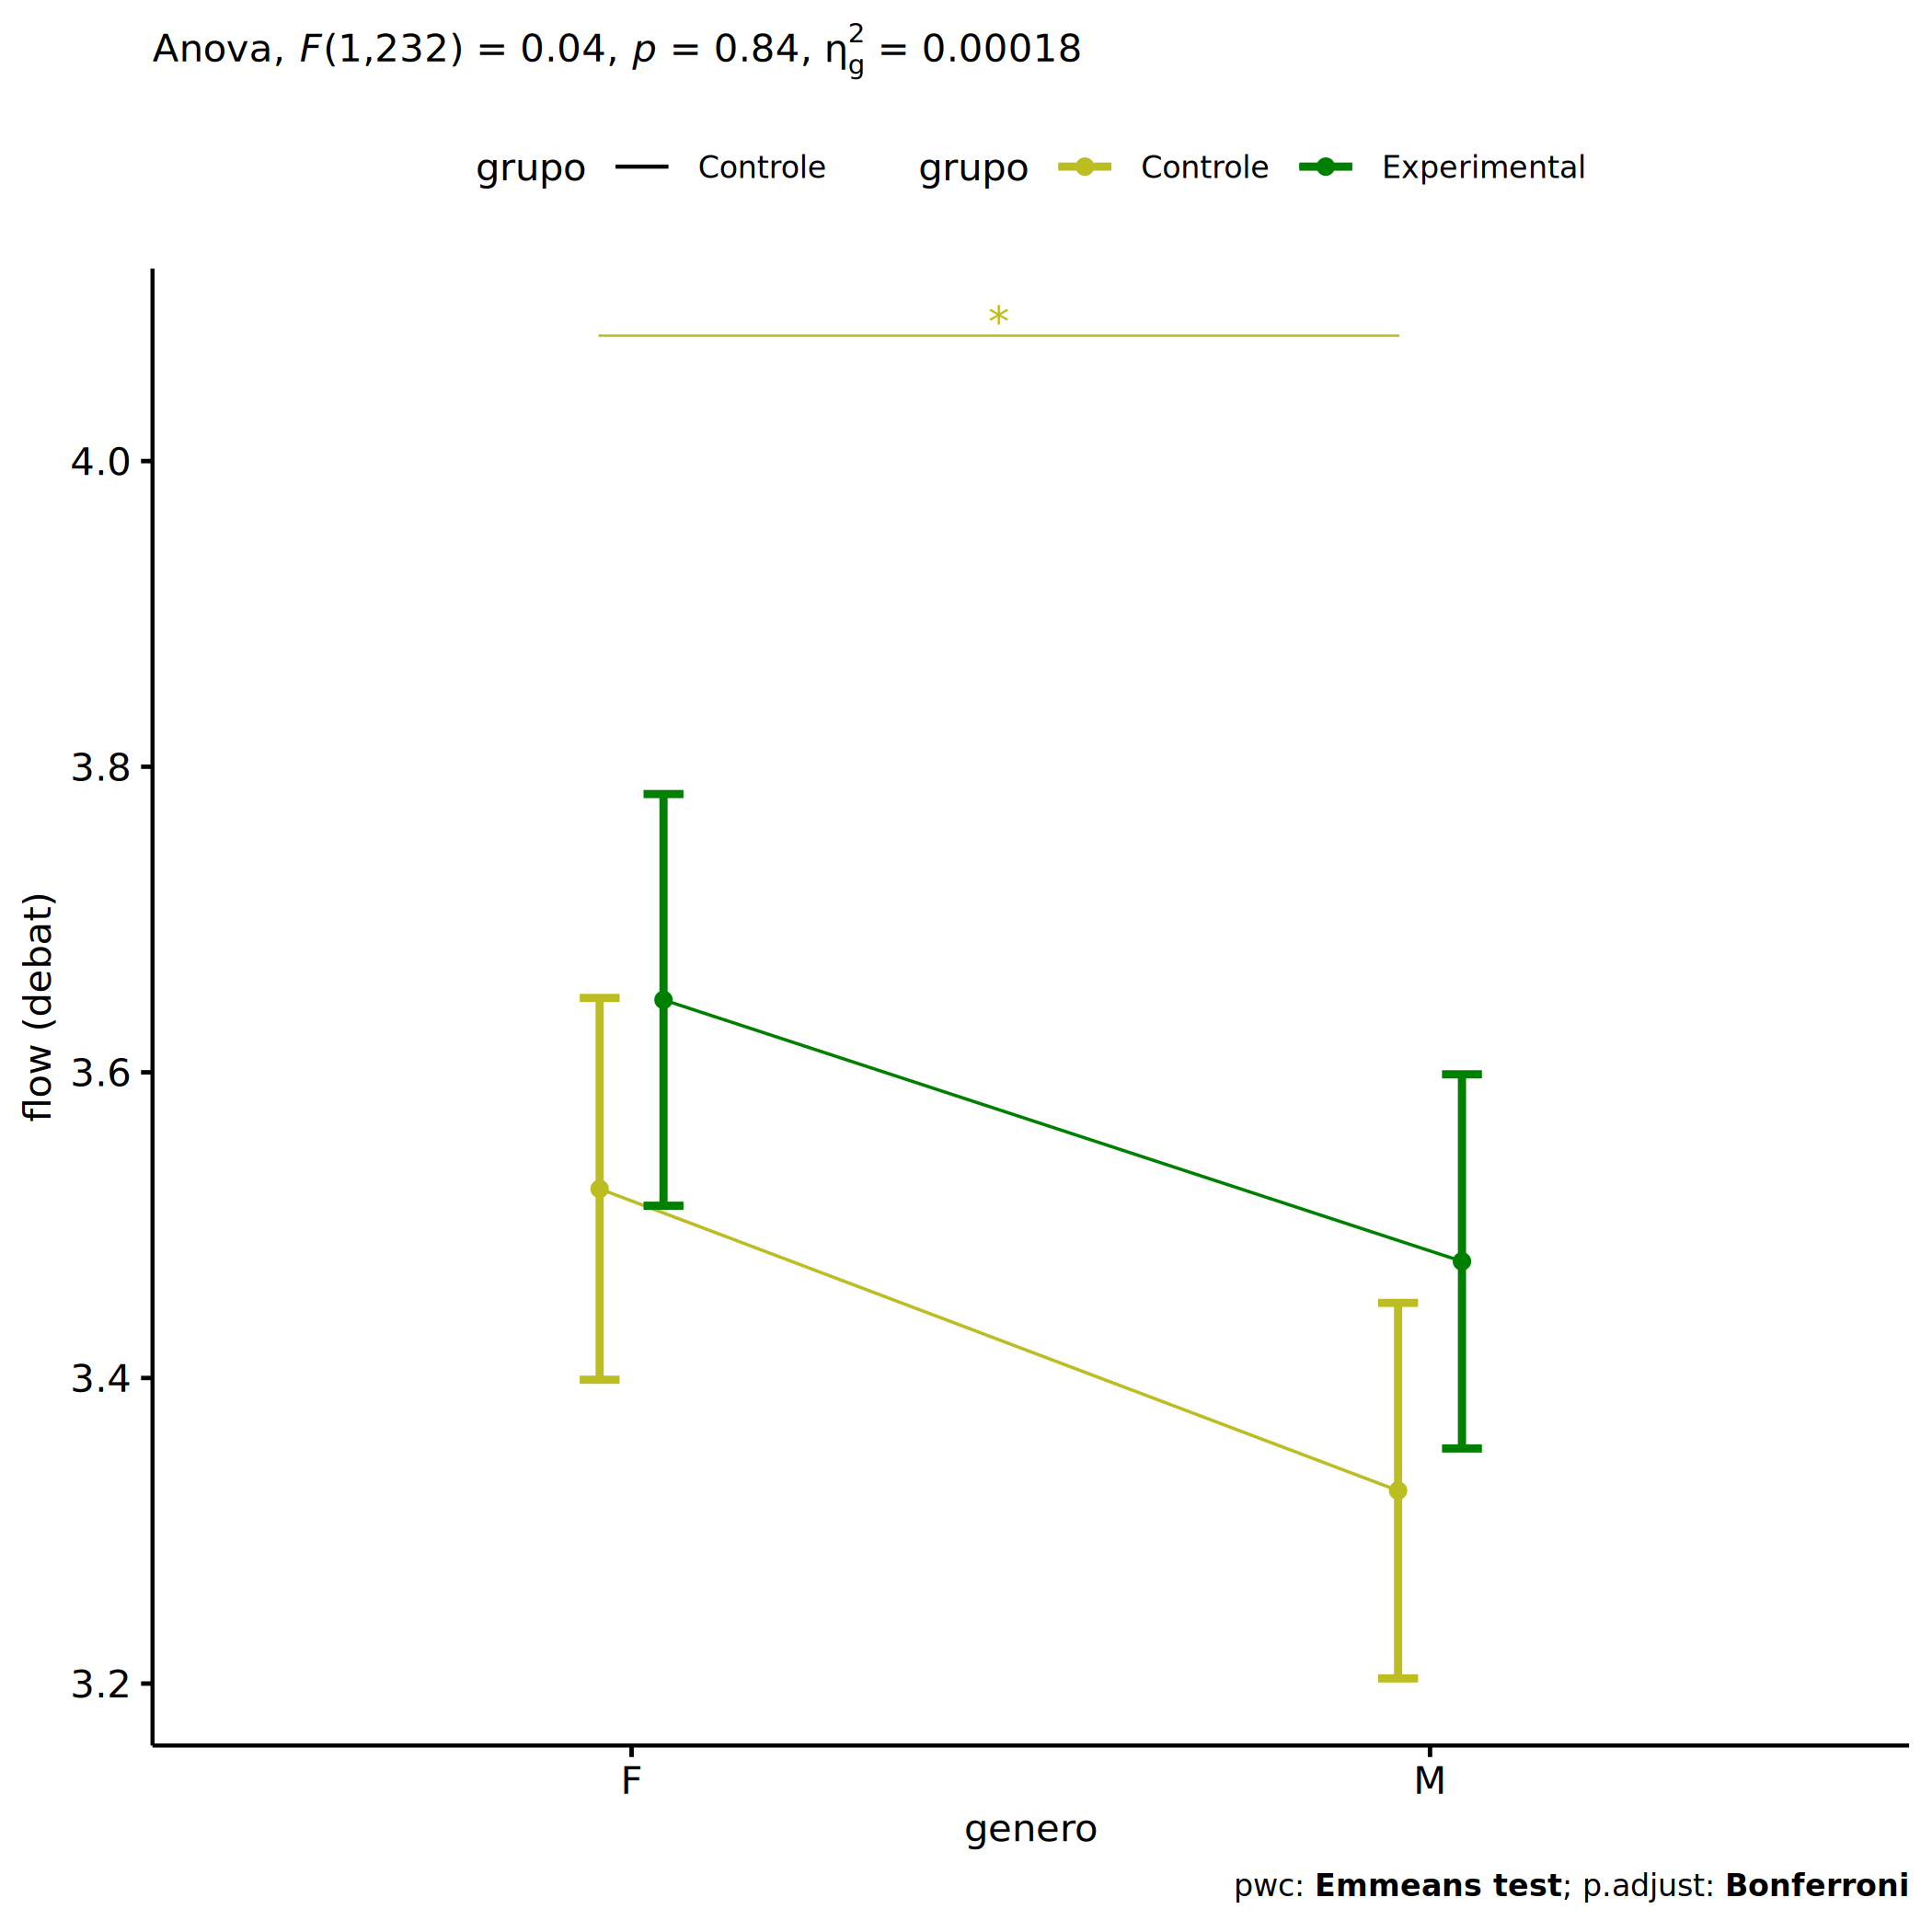 Anova, F(1,232) = 0.04, p = 0.84, η²g = 0.00018
grupo Controle grupo Controle Experimental
*
4.0
3.8
3.6
3.4
3.2
flow (debat)
F M
genero
pwc: Emmeans test; p.adjust: Bonferroni